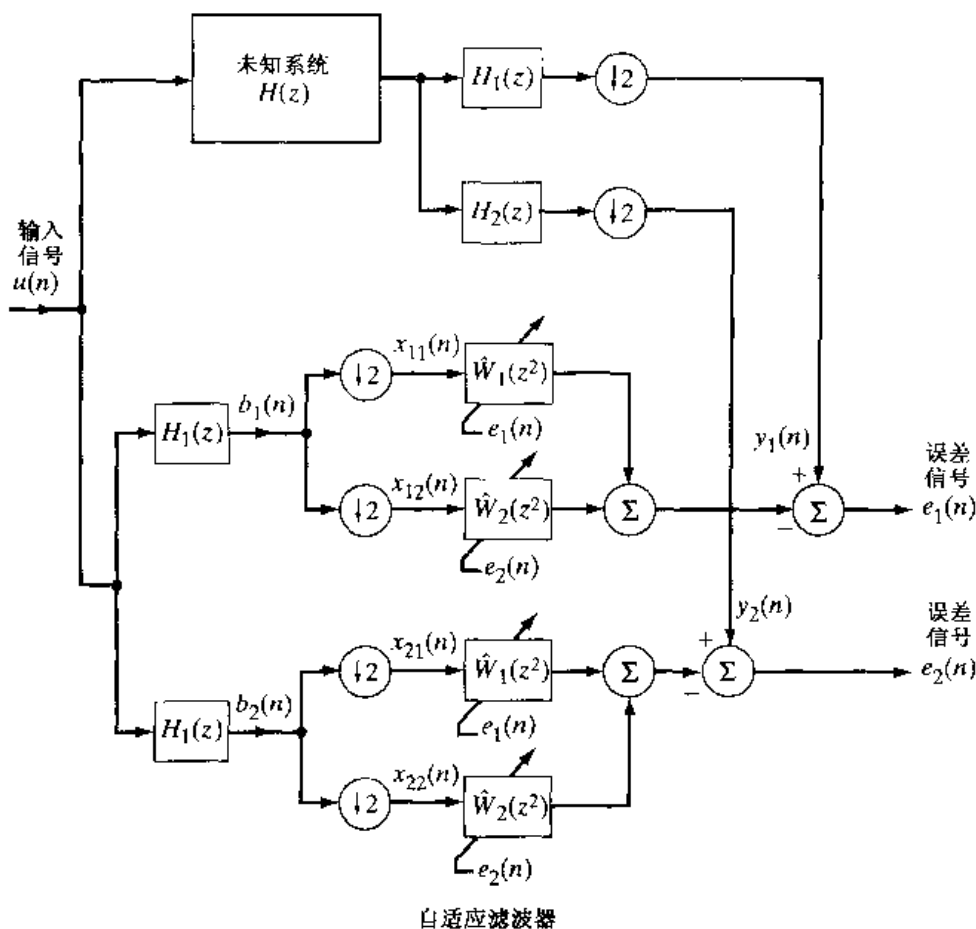 未知系统
H(z)
H₁(z)
↓2
H₂(z)
↓2
输入
信号
u(n)
x₁₁(n)
↓2
Ŵ₁(z²)
b₁(n)
H₁(z)
e₁(n)
y₁(n)
误差
信号
e₁(n)
x₁₂(n)
↓2
Ŵ₂(z²)
Σ
+
−
Σ
e₂(n)
y₂(n)
误差
信号
e₂(n)
x₂₁(n)
↓2
Ŵ₁(z²)
Σ
+
−
Σ
b₂(n)
H₁(z)
e₁(n)
x₂₂(n)
↓2
Ŵ₂(z²)
e₂(n)
自适应滤波器